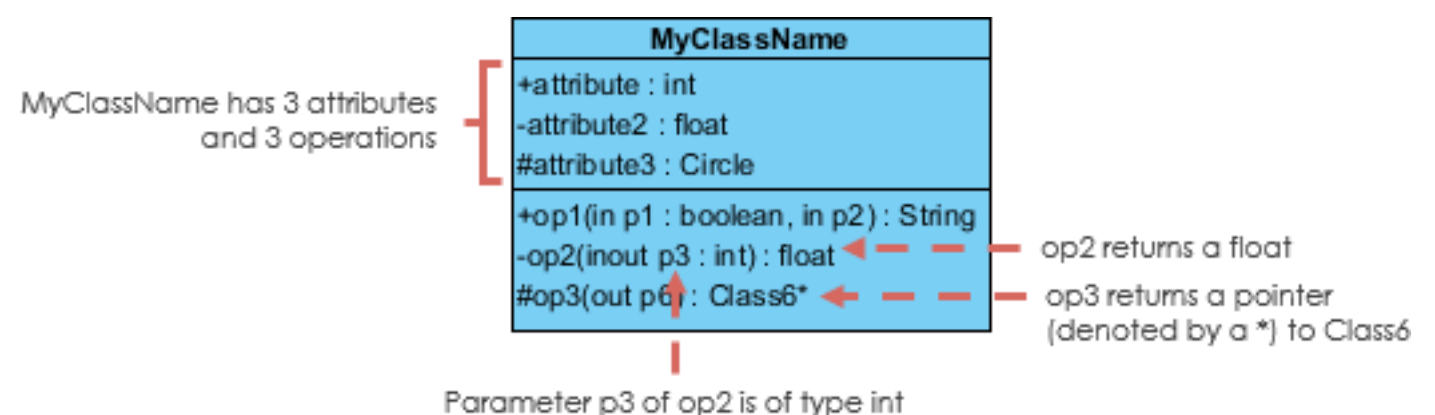 MyClassName
+attribute : int
-attribute2 : float
#attribute3 : Circle
+op1(in p1 : boolean, in p2) : String
-op2(inout p3 : int) : float
#op3(out p6) : Class6*
MyClassName has 3 attributes
and 3 operations
op2 returns a float
op3 returns a pointer
(denoted by a *) to Class6
Parameter p3 of op2 is of type int